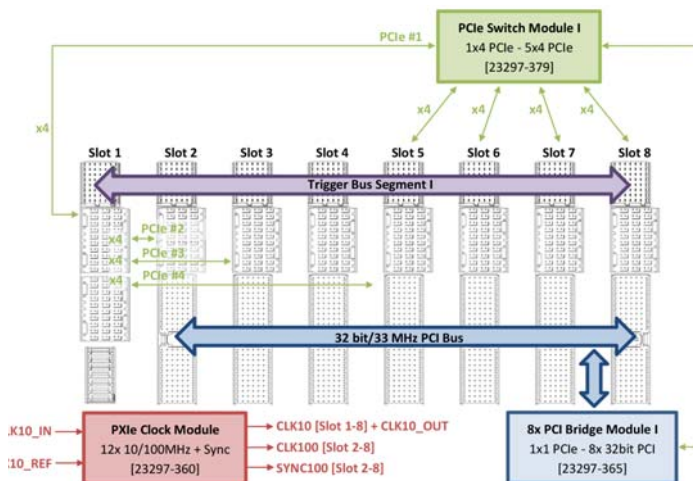 PCIe Switch Module I
1x4 PCIe - 5x4 PCIe
[23297-379]
PCIe #1
x4
x4
x4
x4
x4
Slot 1
Slot 2
Slot 3
Slot 4
Slot 5
Slot 6
Slot 7
Slot 8
Trigger Bus Segment I
x4
PCIe #2
x4
PCIe #3
x4
PCIe #4
32 bit/33 MHz PCI Bus
LK10_IN
K10_REF
PXIe Clock Module
12x 10/100MHz + Sync
[23297-360]
CLK10 [Slot 1-8] + CLK10_OUT
CLK100 [Slot 2-8]
SYNC100 [Slot 2-8]
8x PCI Bridge Module I
1x1 PCIe - 8x 32bit PCI
[23297-365]